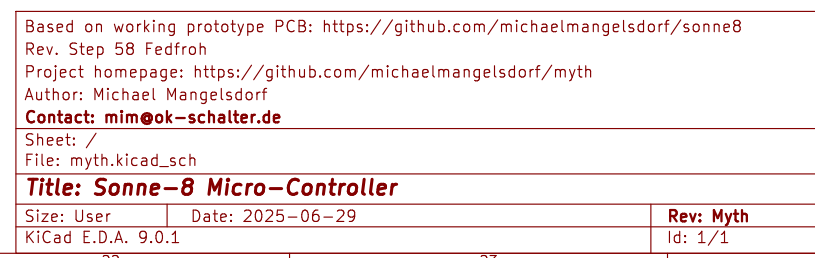 Based on working prototype PCB: https://github.com/michaelmangelsdorf/sonne8
Rev. Step 58 Fedfroh
Project homepage: https://github.com/michaelmangelsdorf/myth
Author: Michael Mangelsdorf
Contact: mim@ok-schalter.de
Sheet: /
File: myth.kicad_sch
Title: Sonne-8 Micro-Controller
Size: User Date: 2025-06-29 Rev: Myth
KiCad E.D.A. 9.0.1 Id: 1/1